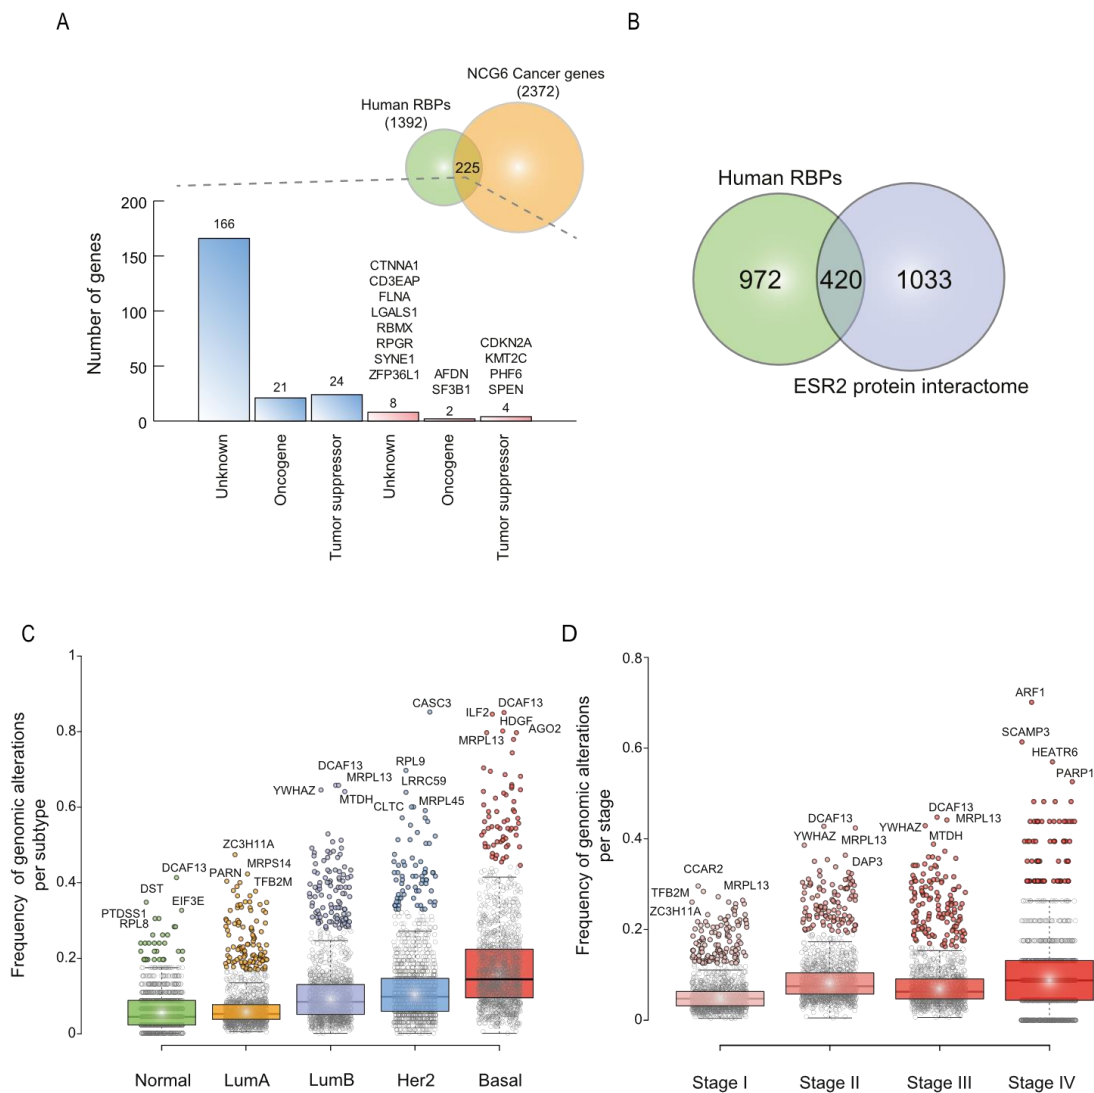 A
B
NCG6 Cancer genes
(2372)
Human RBPs
(1392)
225
Number of genes
200
150
100
50
0
166
21
24
CTNNA1
CD3EAP
FLNA
LGALS1
RBMX
RPGR
SYNE1
ZFP36L1
8
AFDN
SF3B1
2
CDKN2A
KMT2C
PHF6
SPEN
4
Unknown
Oncogene
Tumor suppressor
Unknown
Oncogene
Tumor suppressor
Human RBPs
972
420
1033
ESR2 protein interactome
C
Frequency of genomic alterations
per subtype
1
0.8
0.6
0.4
0.2
0
DST
DCAF13
PTDSS1
EIF3E
RPL8
ZC3H11A
PARN
MRPS14
TFB2M
DCAF13
YWHAZ
MRPL13
MTDH
CASC3
RPL9
LRRC59
CLTC
MRPL45
ILF2
DCAF13
HDGF
AGO2
MRPL13
Normal
LumA
LumB
Her2
Basal
D
Frequency of genomic alterations
per stage
0.8
0.6
0.4
0.2
0
CCAR2
TFB2M
MRPL13
ZC3H11A
DCAF13
YWHAZ
MRPL13
DAP3
DCAF13
YWHAZ
MRPL13
MTDH
ARF1
SCAMP3
HEATR6
PARP1
Stage I
Stage II
Stage III
Stage IV